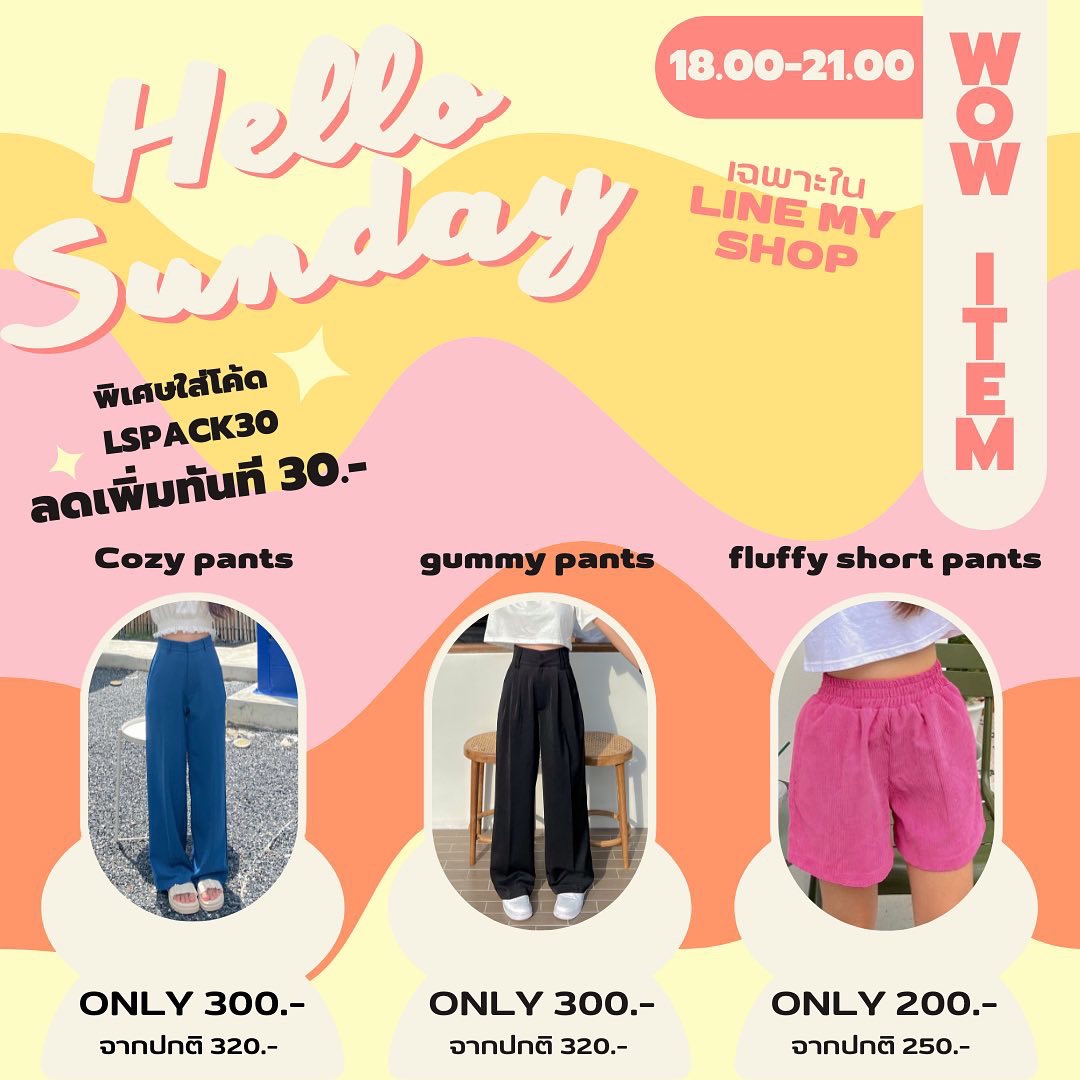 Hello
Sunday
18.00-21.00
WOW ITEM
เฉพาะใน
LINE MY
SHOP
พิเศษใส่โค้ด
LSPACK30
ลดเพิ่มทันที 30.-
Cozy pants
gummy pants
fluffy short pants
ONLY 300.-
จากปกติ 320.-
ONLY 300.-
จากปกติ 320.-
ONLY 200.-
จากปกติ 250.-